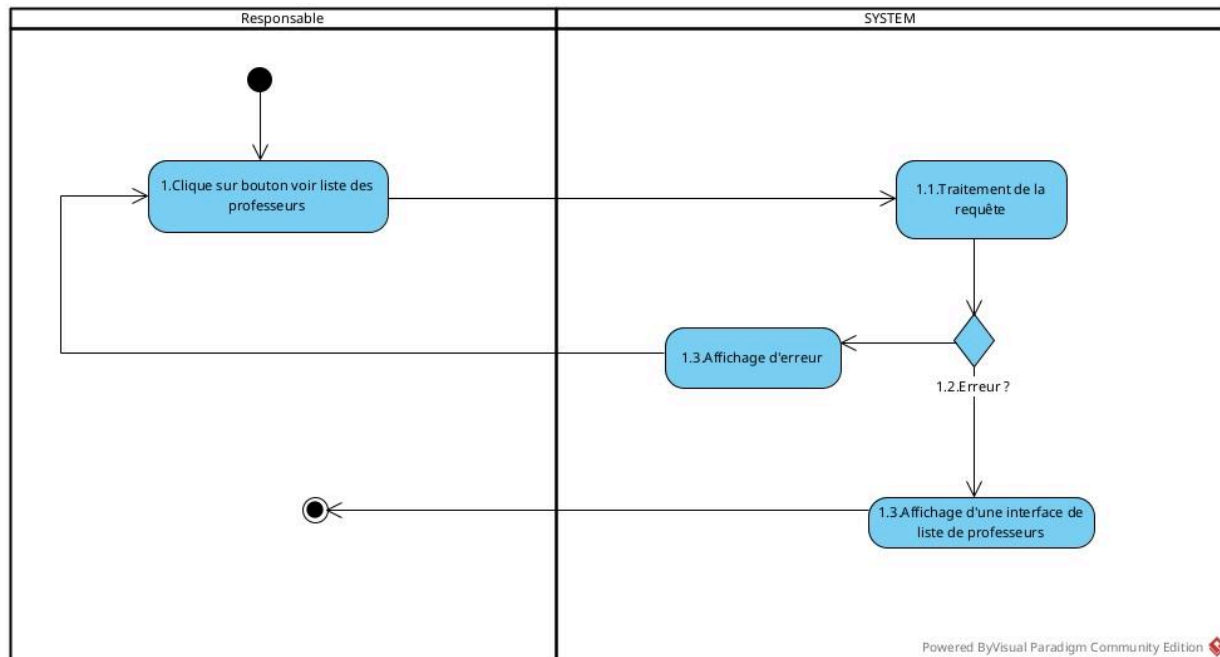 Responsable
SYSTEM
1.Clique sur bouton voir liste des
professeurs
1.1.Traitement de la
requête
1.3.Affichage d'erreur
1.2.Erreur ?
1.3.Affichage d'une interface de
liste de professeurs
Powered ByVisual Paradigm Community Edition